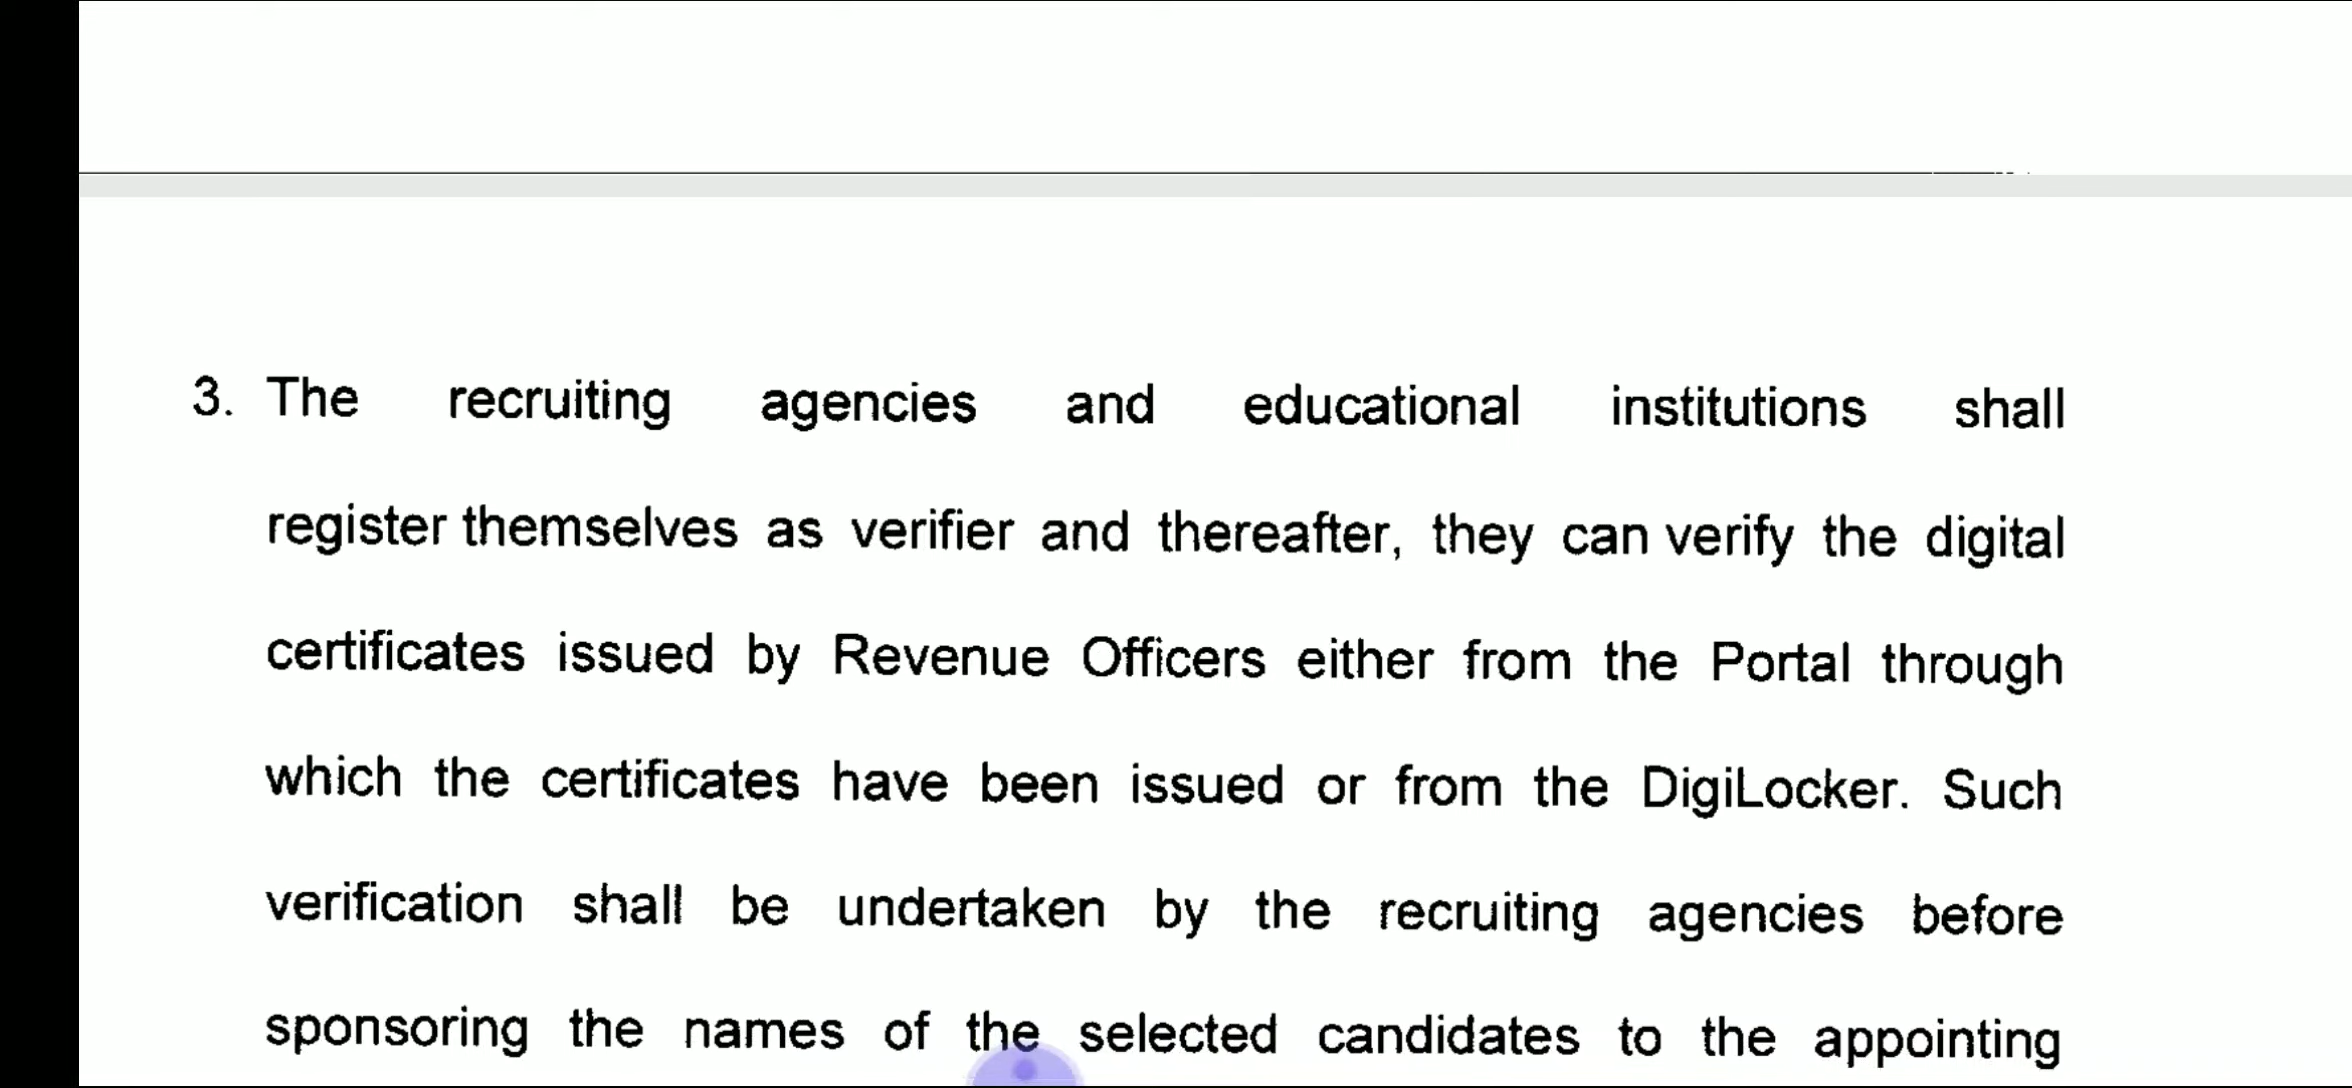 3. The recruiting agencies and educational institutions shall
register themselves as verifier and thereafter, they can verify the digital
certificates issued by Revenue Officers either from the Portal through
which the certificates have been issued or from the DigiLocker. Such
verification shall be undertaken by the recruiting agencies before
sponsoring the names of the selected candidates to the appointing